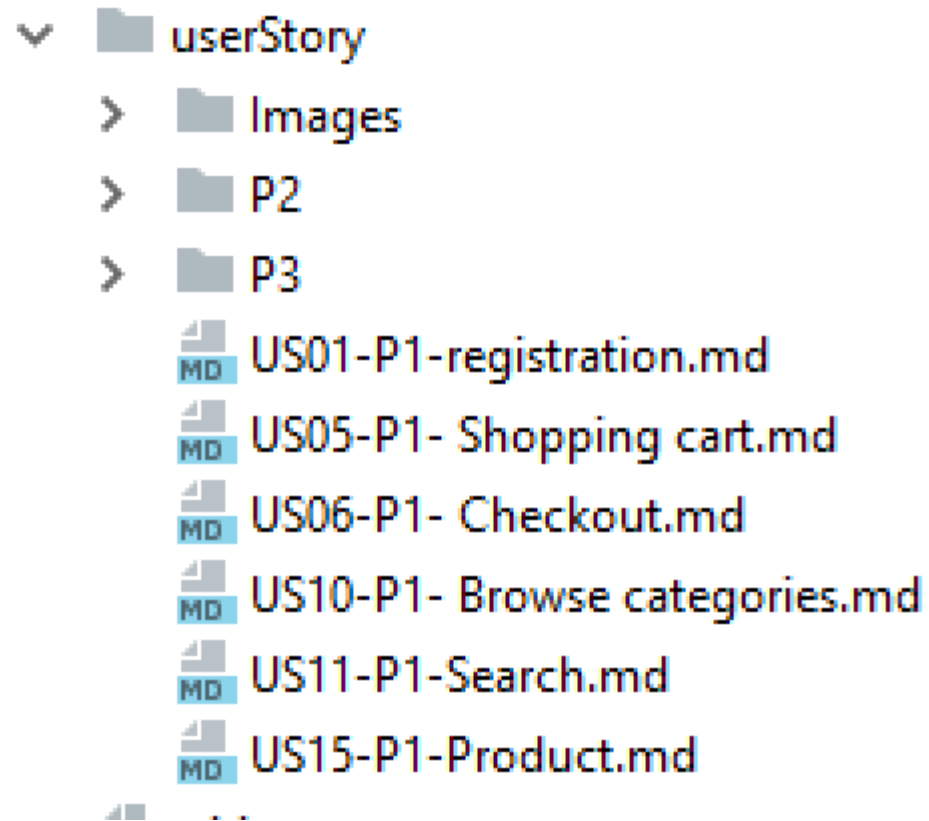 userStory
Images
P2
P3
MD US01-P1-registration.md
MD US05-P1- Shopping cart.md
MD US06-P1- Checkout.md
MD US10-P1- Browse categories.md
MD US11-P1-Search.md
MD US15-P1-Product.md